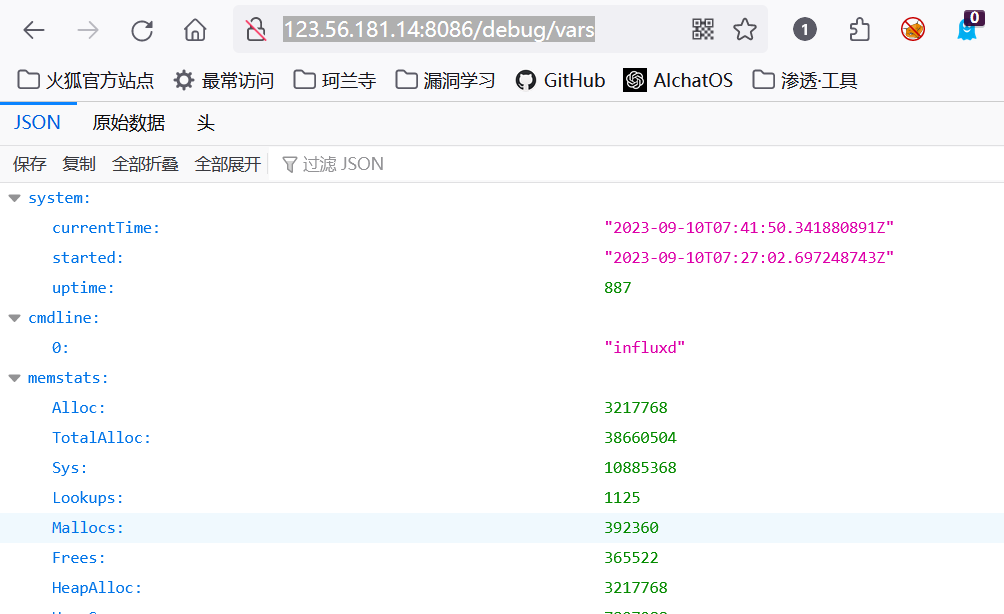 123.56.181.14:8086/debug/vars 1 0
火狐官方站点 最常访问 珂兰寺 漏洞学习 GitHub AIchatOS 渗透·工具
JSON 原始数据 头
保存 复制 全部折叠 全部展开 过滤 JSON
system:
currentTime: "2023-09-10T07:41:50.341880891Z"
started: "2023-09-10T07:27:02.697248743Z"
uptime: 887
cmdline:
0: "influxd"
memstats:
Alloc: 3217768
TotalAlloc: 38660504
Sys: 10885368
Lookups: 1125
Mallocs: 392360
Frees: 365522
HeapAlloc: 3217768